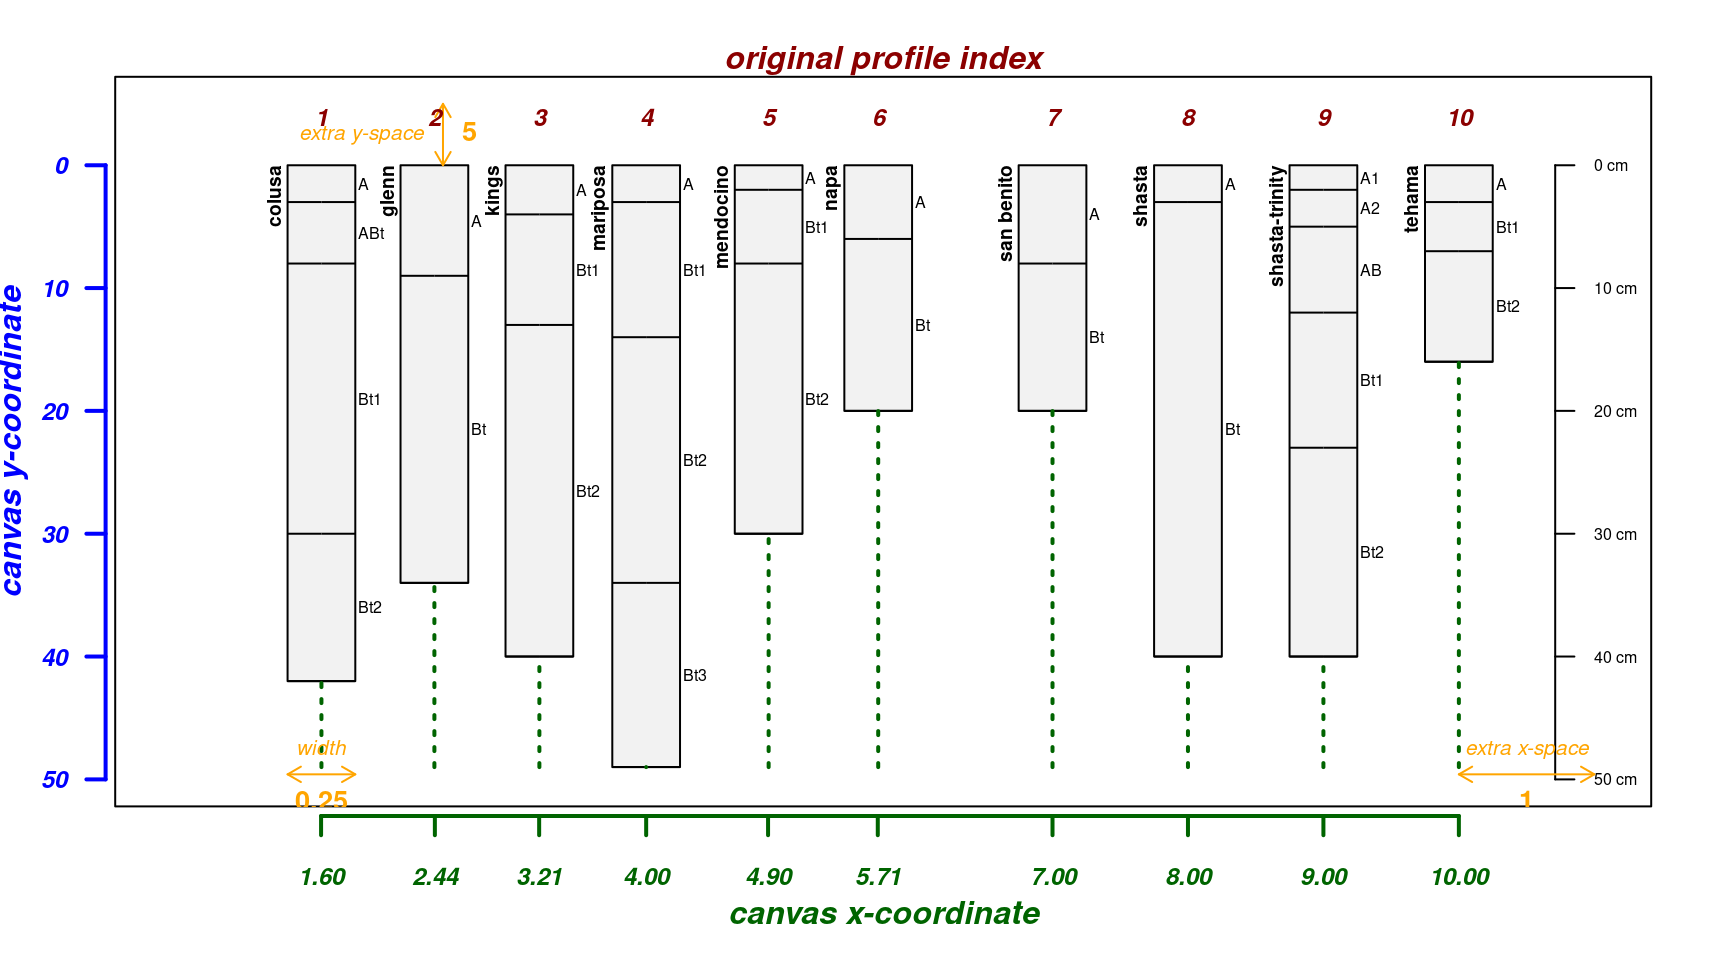 original profile index
1 2 3 4 5 6 7 8 9 10
extra y-space 5
canvas y-coordinate
0
10
20
30
40
50
colusa
A
ABt
Bt1
Bt2
glenn
A
Bt
kings
A
Bt1
Bt2
mariposa
A
Bt1
Bt2
Bt3
mendocino
A
Bt1
Bt2
napa
A
Bt
san benito
A
Bt
shasta
A
Bt
shasta-trinity
A1
A2
AB
Bt1
Bt2
tehama
A
Bt1
Bt2
0 cm
10 cm
20 cm
30 cm
40 cm
50 cm
width
0.25
extra x-space
1
1.60 2.44 3.21 4.00 4.90 5.71 7.00 8.00 9.00 10.00
canvas x-coordinate